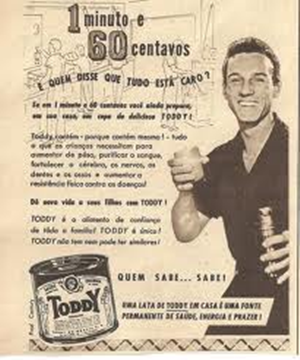 1 minuto e
60 centavos
E QUEM DISSE QUE TUDO ESTÁ CARO?
Se em 1 minuto e 60 centavos você ainda prepara,
em sua casa, um copo do delicioso TODDY!
Toddy contém - porque contém mesmo! - tudo
o que as crianças necessitam para
aumentar de pêso, purificar o sangue,
fortalecer o cérebro, os nervos, os
dentes e os ossos e aumentar a
resistência física contra as doenças!
Dê nova vida a seus filhos com TODDY!
TODDY é o alimento de confiança
de tôda a família! TODDY é único!
TODDY não tem nem pode ter similares!
TODDY
QUEM SABE... SABE!
UMA LATA DE TODDY EM CASA É UMA FONTE
PERMANENTE DE SAÚDE, ENERGIA E PRAZER!